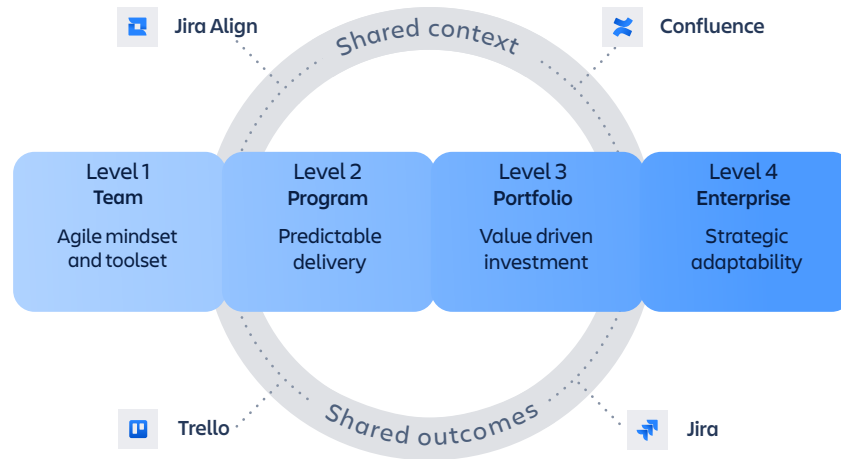 Jira Align
Confluence
Shared context
Level 1
Team
Agile mindset
and toolset
Level 2
Program
Predictable
delivery
Level 3
Portfolio
Value driven
investment
Level 4
Enterprise
Strategic
adaptability
Shared outcomes
Trello
Jira